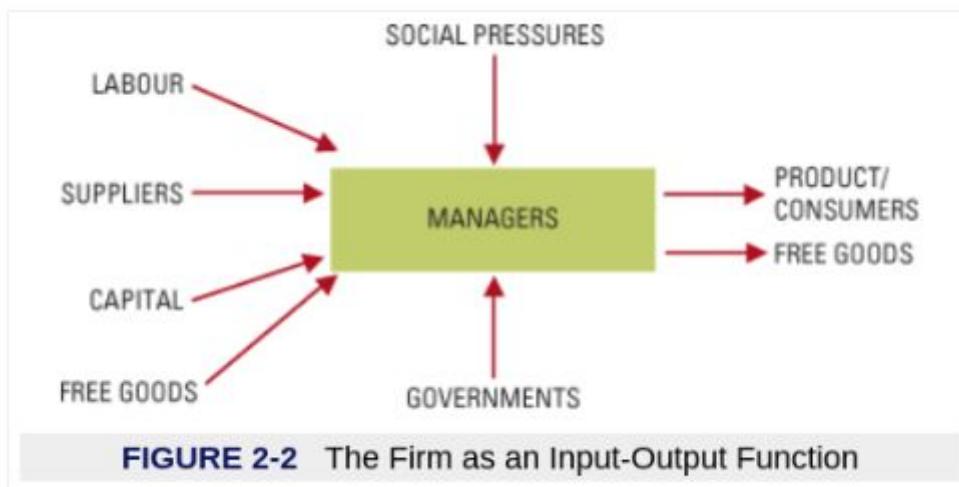 SOCIAL PRESSURES
LABOUR
SUPPLIERS
CAPITAL
FREE GOODS
MANAGERS
PRODUCT/
CONSUMERS
FREE GOODS
GOVERNMENTS
FIGURE 2-2 The Firm as an Input-Output Function